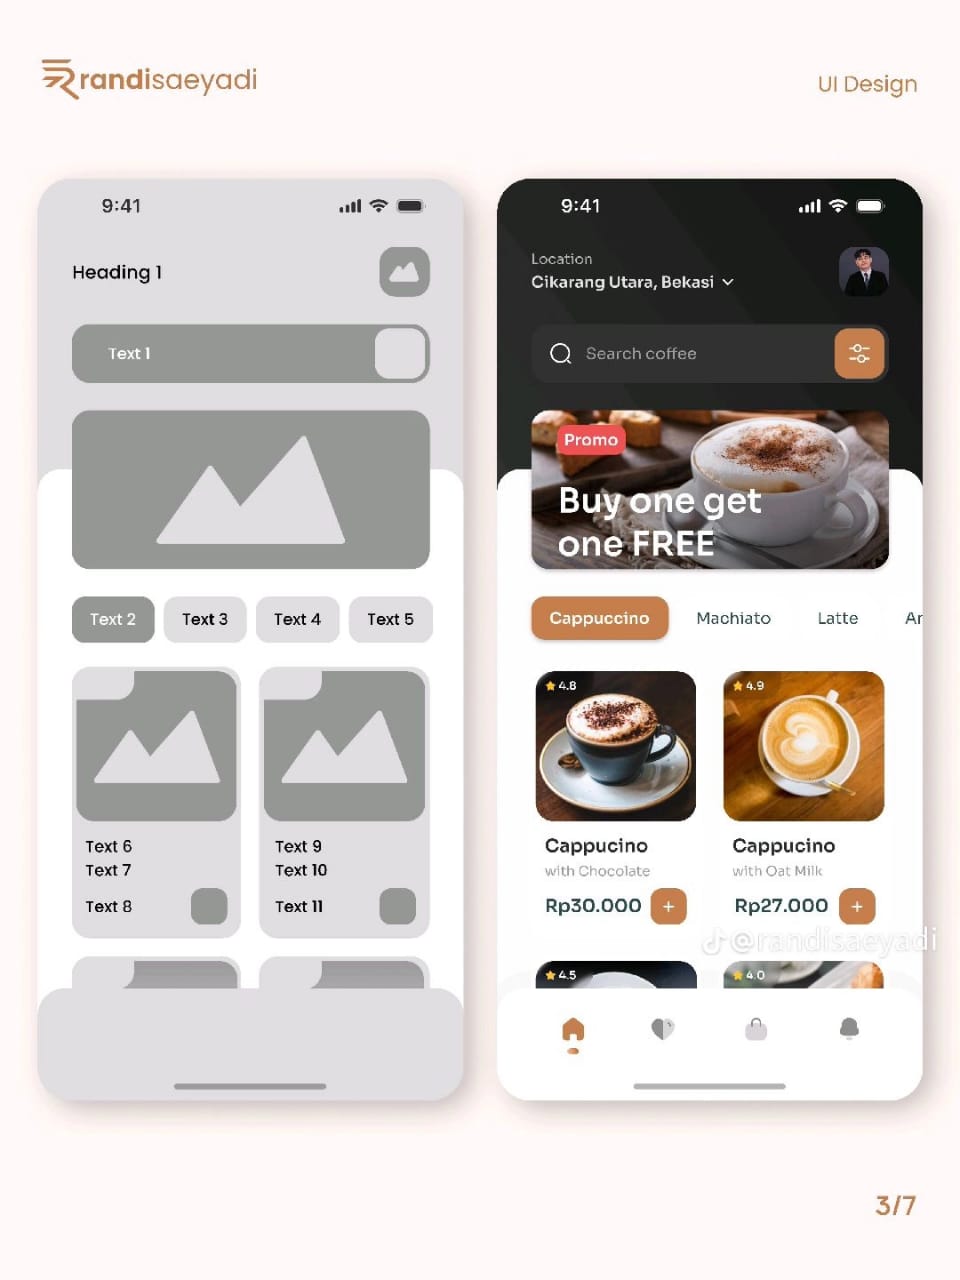 randisaeyadi
UI Design
9:41
Heading 1
Text 1
Text 2
Text 3
Text 4
Text 5
Text 6
Text 7
Text 8
Text 9
Text 10
Text 11
9:41
Location
Cikarang Utara, Bekasi
Search coffee
Promo
Buy one get
one FREE
Cappuccino
Machiato
Latte
Ar
4.8
Cappucino
with Chocolate
Rp30.000
+
4.9
Cappucino
with Oat Milk
Rp27.000
+
@randisaeyadi
4.5
4.0
3/7